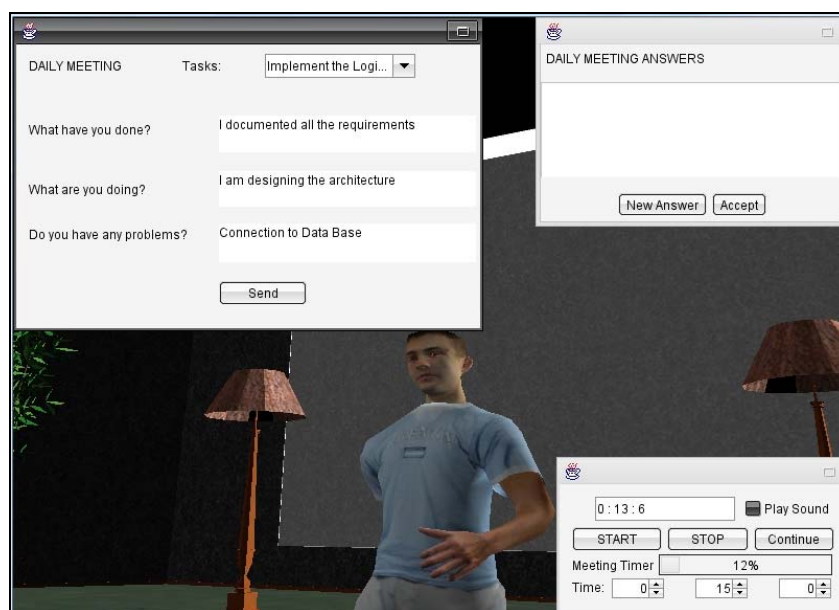 DAILY MEETING Tasks: Implement the Logi...
What have you done? I documented all the requirements
What are you doing? I am designing the architecture
Do you have any problems? Connection to Data Base
Send
DAILY MEETING ANSWERS
New Answer Accept
0 : 13 : 6 Play Sound
START STOP Continue
Meeting Timer 12%
Time: 0 15 0